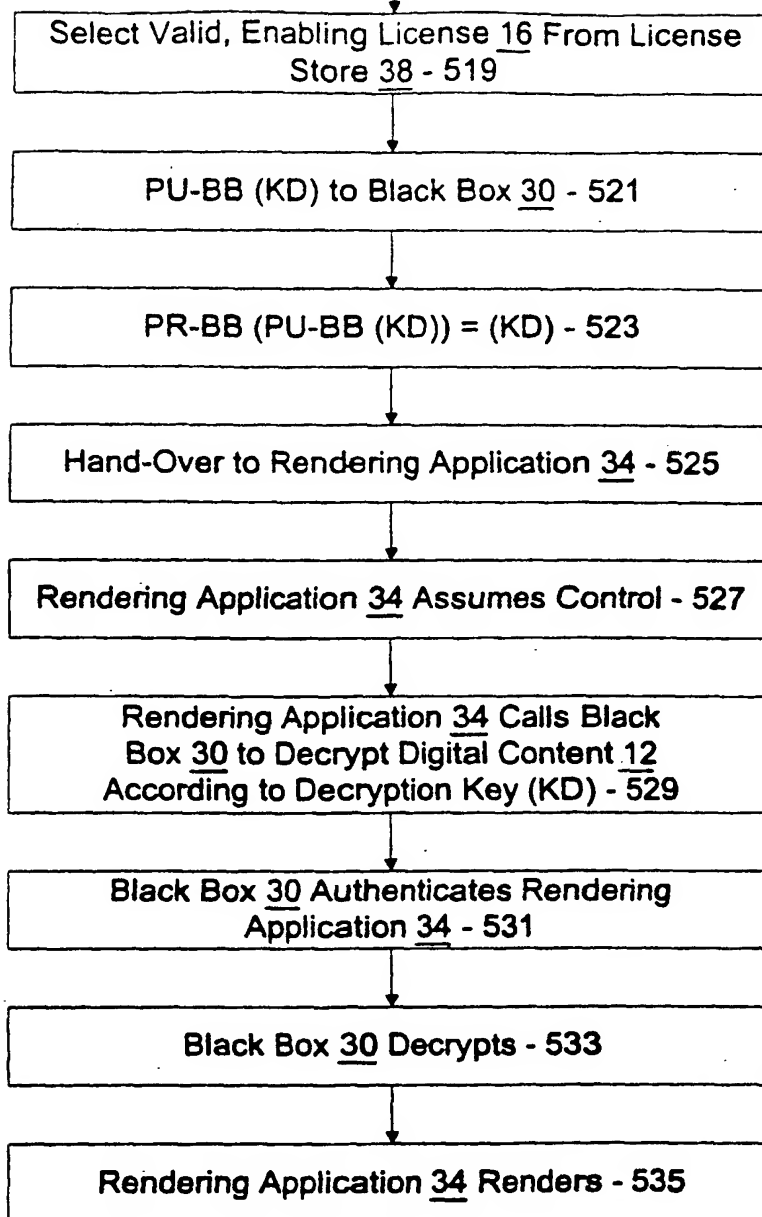 Select Valid, Enabling License 16 From License
Store 38 - 519
PU-BB (KD) to Black Box 30 - 521
PR-BB (PU-BB (KD)) = (KD) - 523
Hand-Over to Rendering Application 34 - 525
Rendering Application 34 Assumes Control - 527
Rendering Application 34 Calls Black
Box 30 to Decrypt Digital Content 12
According to Decryption Key (KD) - 529
Black Box 30 Authenticates Rendering
Application 34 - 531
Black Box 30 Decrypts - 533
Rendering Application 34 Renders - 535